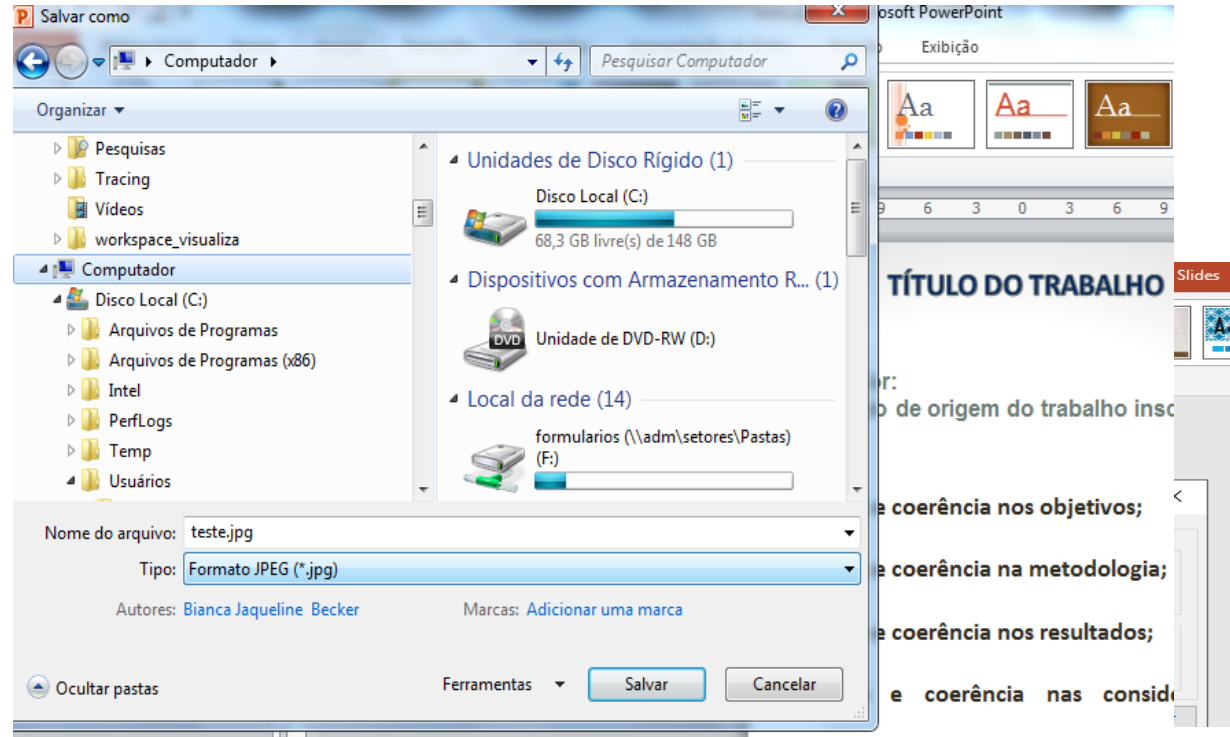 Salvar como
osoft PowerPoint
Exibição
Computador
Pesquisar Computador
Organizar
Aa
Aa
Aa
Pesquisas
Tracing
Vídeos
workspace_visualiza
Computador
Disco Local (C:)
Arquivos de Programas
Arquivos de Programas (x86)
Intel
PerfLogs
Temp
Usuários
Unidades de Disco Rígido (1)
Disco Local (C:)
68,3 GB livre(s) de 148 GB
Dispositivos com Armazenamento R... (1)
DVD
Unidade de DVD-RW (D:)
Local da rede (14)
formularios (\\adm\setores\Pastas)
(F:)
9 6 3 0 3 6 9
TÍTULO DO TRABALHO
Slides
r:
o de origem do trabalho insc
e coerência nos objetivos;
e coerência na metodologia;
e coerência nos resultados;
e coerência nas consid
Nome do arquivo: teste.jpg
Tipo: Formato JPEG (*.jpg)
Autores: Bianca Jaqueline Becker
Marcas: Adicionar uma marca
Ocultar pastas
Ferramentas
Salvar
Cancelar